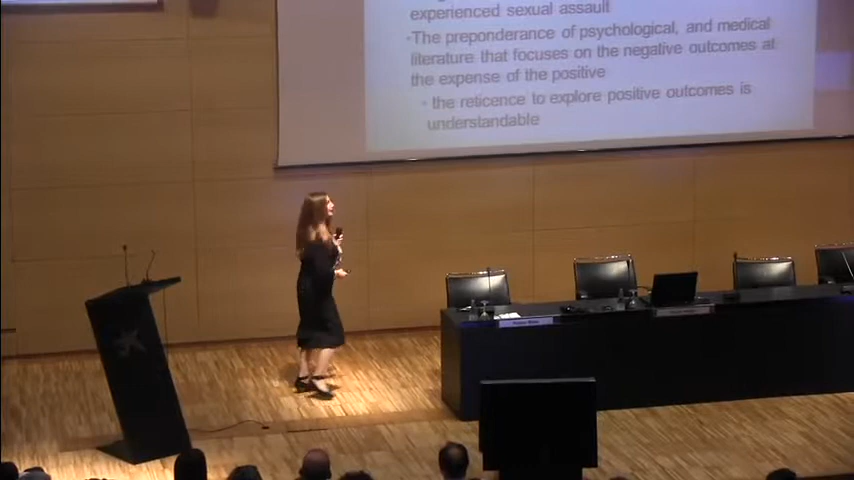 experienced sexual assault
•The preponderance of psychological, and medical
literature that focuses on the negative outcomes at
the expense of the positive
• the reticence to explore positive outcomes is
understandable